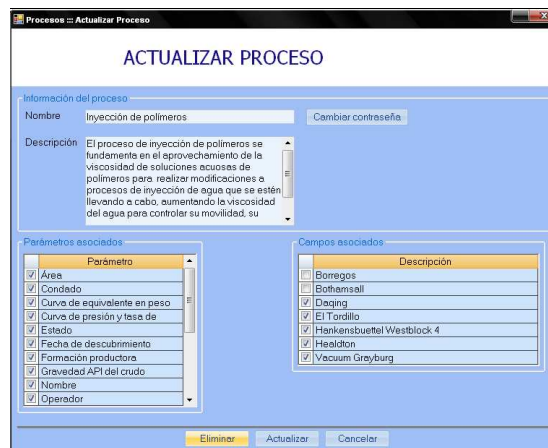 Procesos ::: Actualizar Proceso
ACTUALIZAR PROCESO
Información del proceso
Nombre
Inyección de polímeros
Cambiar contraseña
Descripción
El proceso de inyección de polímeros se
fundamenta en el aprovechamiento de la
viscosidad de soluciones acuosas de
polímeros para realizar modificaciones a
procesos de inyección de agua que se estén
llevando a cabo, aumentando la viscosidad
del agua para controlar su movilidad, su
Parámetros asociados
Parámetro
Área
Condado
Curva de equivalente en peso
Curva de presión y tasa de
Estado
Fecha de descubrimiento
Formación productora
Gravedad API del crudo
Nombre
Operador
Campos asociados
Descripción
Borregos
Bothamsall
Daqing
El Tordillo
Hankensbuettel Westblock 4
Healdton
Vacuum Grayburg
Eliminar
Actualizar
Cancelar